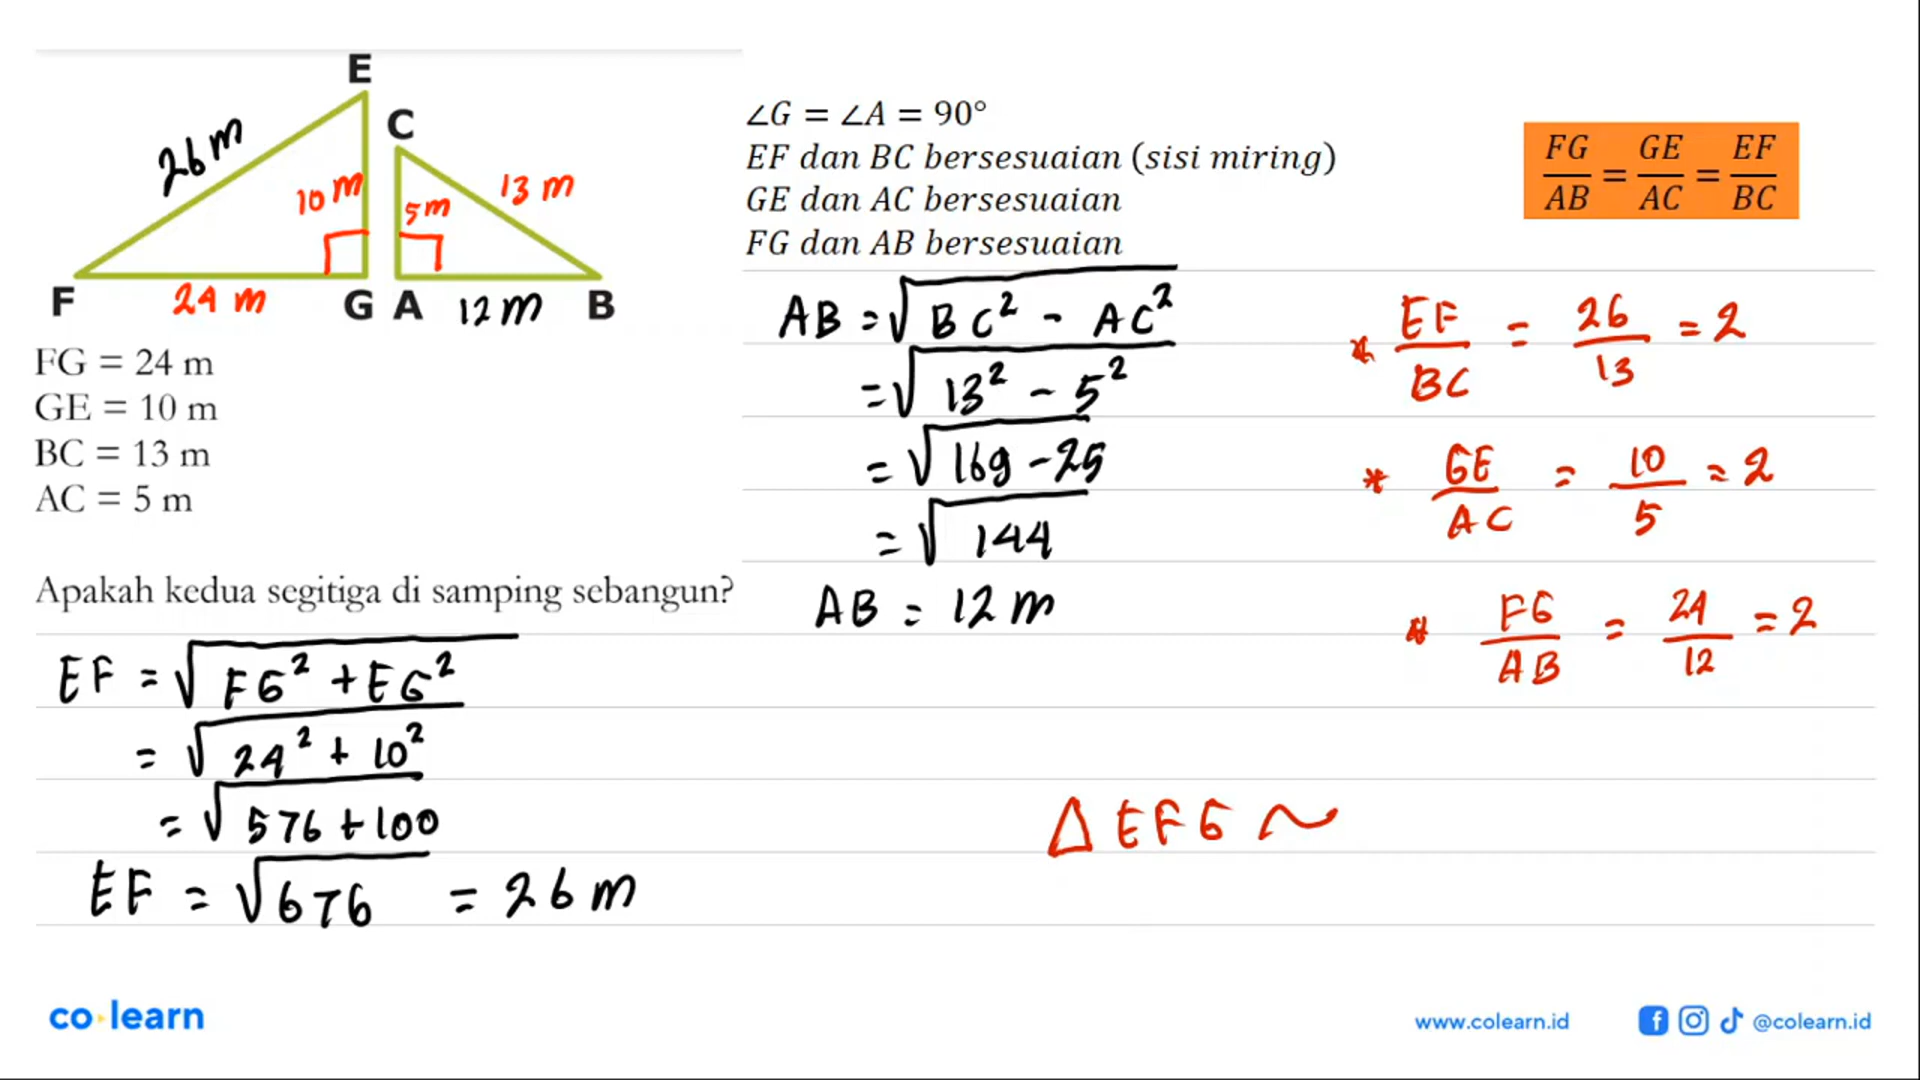 E
C
26 m
10 m
5 m
13 m
F
24 m
G
A
12 m
B
FG = 24 m
GE = 10 m
BC = 13 m
AC = 5 m
Apakah kedua segitiga di samping sebangun?
EF = √FG² + EG²
= √24² + 10²
= √576 + 100
EF = √676 = 26 m
∠G = ∠A = 90°
EF dan BC bersesuaian (sisi miring)
GE dan AC bersesuaian
FG dan AB bersesuaian
AB = √BC² - AC²
= √13² - 5²
= √169 - 25
= √144
AB = 12 m
FG/AB = GE/AC = EF/BC
* EF/BC = 26/13 = 2
* GE/AC = 10/5 = 2
* FG/AB = 24/12 = 2
Δ EFG ~
co learn
www.colearn.id
@colearn.id